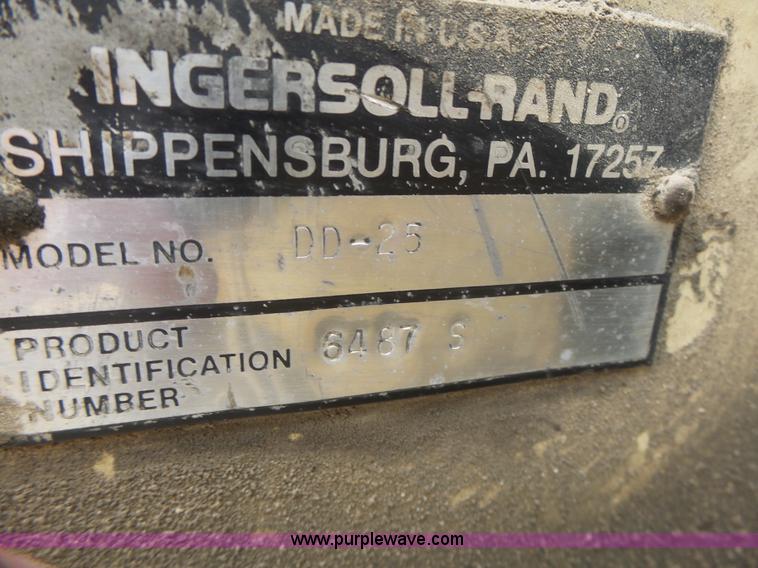 MADE IN U.S.A.
INGERSOLL-RAND®
SHIPPENSBURG, PA. 17257
MODEL NO. DD-25
PRODUCT
IDENTIFICATION 6487 S
NUMBER
www.purplewave.com